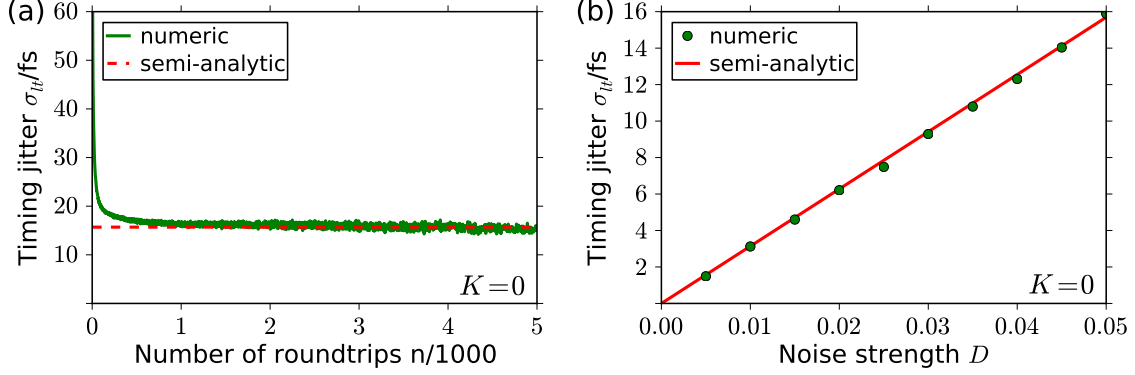 (a)
Timing jitter σ_lt/fs
60
50
40
30
20
10
numeric
semi-analytic
K=0
0 1 2 3 4 5
Number of roundtrips n/1000
(b)
Timing jitter σ_lt/fs
16
14
12
10
8
6
4
2
numeric
semi-analytic
K=0
0.00 0.01 0.02 0.03 0.04 0.05
Noise strength D